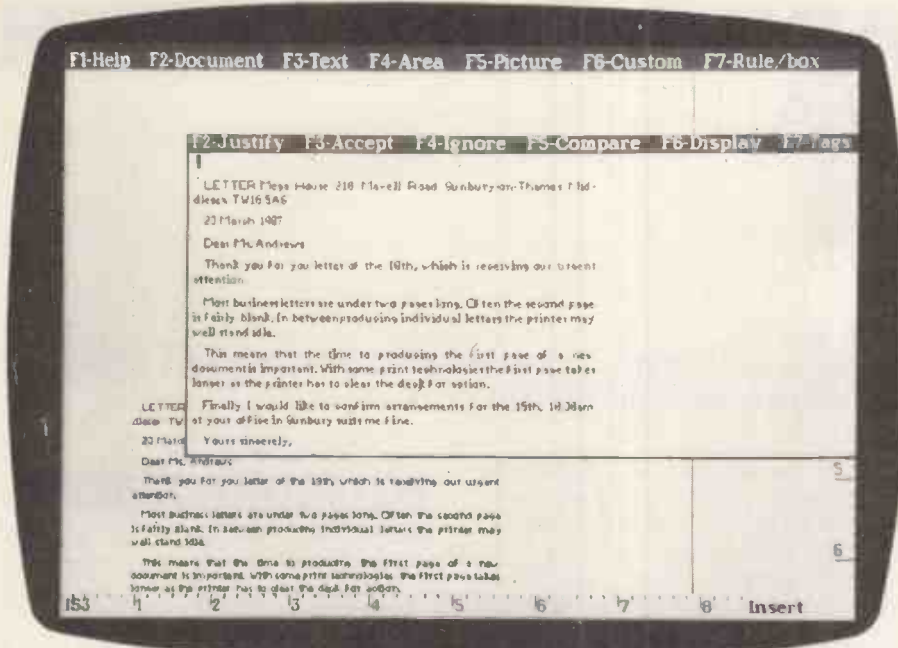 F1-Help F2-Document F3-Text F4-Area F5-Picture F6-Custom F7-Rule/box
F2-Justify F3-Accept F4-Ignore F5-Compare F6-Display F7-Tags
LETTER House 218 Road Sunbury-on-Thames Mid-
dlesex TW16 5AG
20 March 1987
Dear Mr. Andrews
Thank you for you letter of the 18th, which is receiving our urgent
attention.
Most business letters are under two pages long. Often the second page
is fairly blank. In between producing individual letters the printer may
well stand idle.
This means that the time to producing the first page of a new
document is important. With some print technologies the first page takes
longer as the printer has to clear the deck for action.
Finally I would like to confirm arrangements for the 15th, 10.30am
at your office in Sunbury suits me fine.
Yours sincerely,
LETTER
dlesex TW
20 March
Dear Mr. Andrews
Thank you for you letter of the 18th, which is receiving our urgent
attention.
Most business letters are under two pages long. Often the second page
is fairly blank. In between producing individual letters the printer may
well stand idle.
This means that the time to producing the first page of a new
document is important. With some print technologies the first page takes
longer as the printer has to clear the deck for action.
5
6
153 1 2 3 4 5 6 7 8 Insert